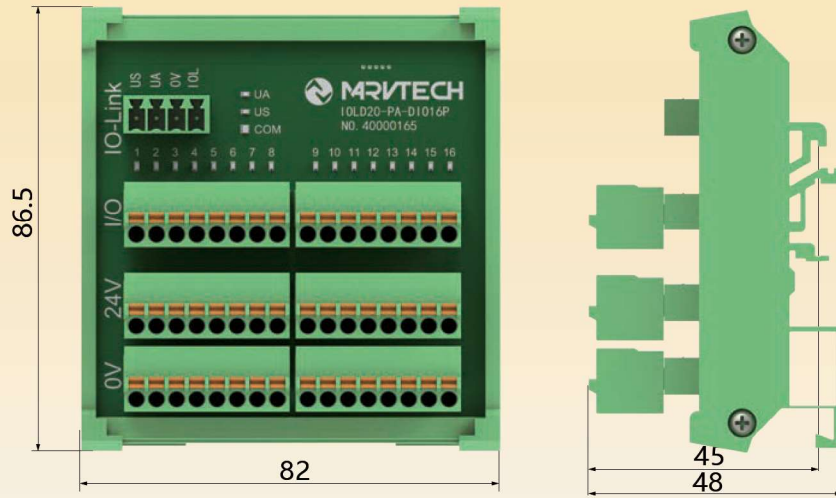 US UA 0V IOL
IO-Link
UA
US
COM
MRVTECH
IOLD20-PA-DI016P
NO. 40000165
1 2 3 4 5 6 7 8 9 10 11 12 13 14 15 16
I/O
24V
0V
86.5
82
45
48